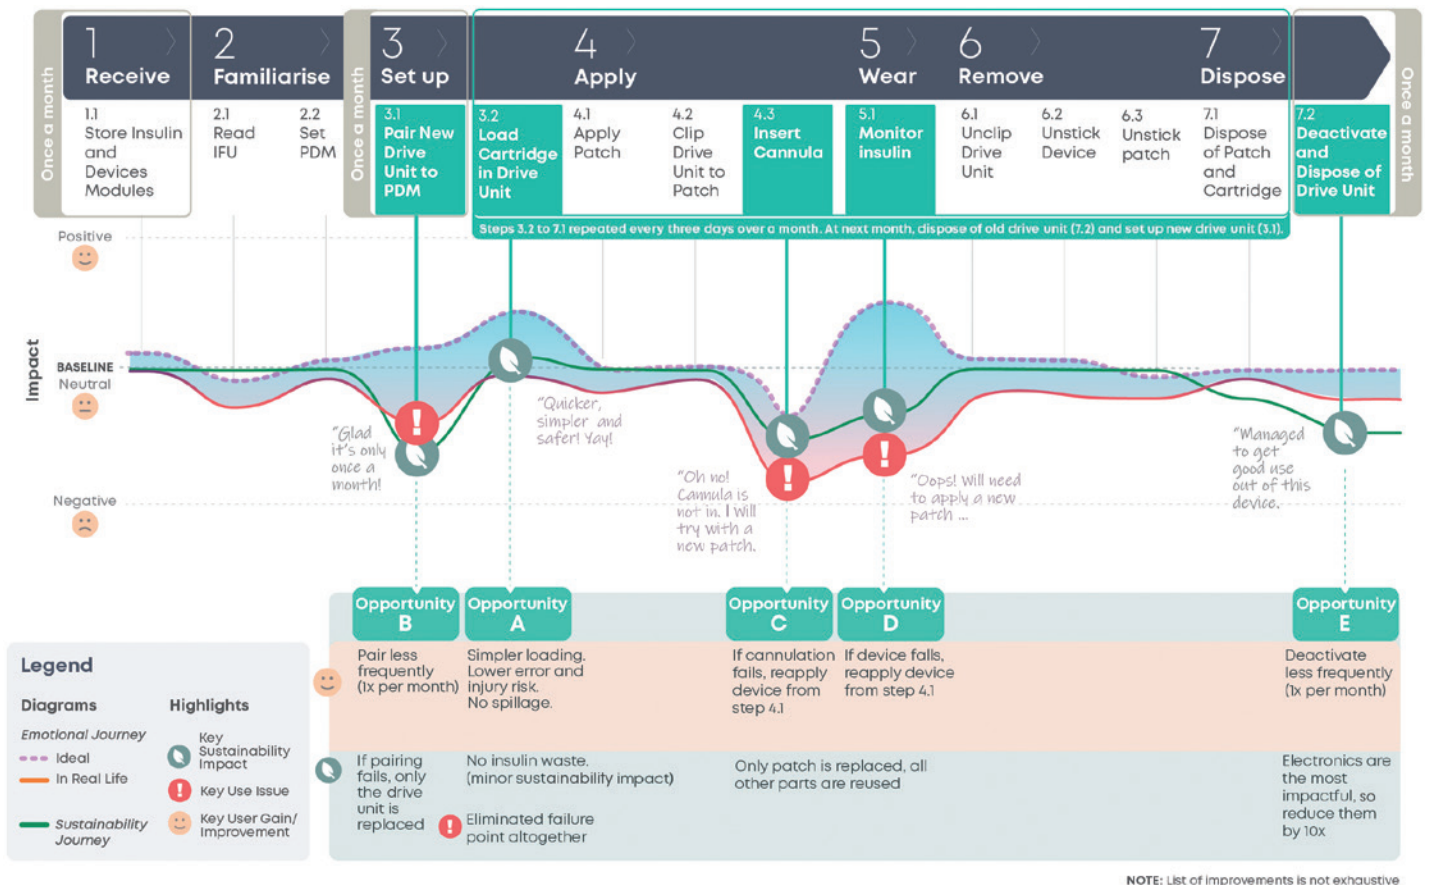 Once a month
1
Receive
2
Familiarise
Once a month
3
Set up
4
Apply
5
Wear
6
Remove
7
Dispose
Once a month
1.1
Store Insulin
and
Devices
Modules
2.1
Read
IFU
2.2
Set
PDM
3.1
Pair New
Drive
Unit to
PDM
3.2
Load
Cartridge
in Drive
Unit
4.1
Apply
Patch
4.2
Clip
Drive
Unit to
Patch
4.3
Insert
Cannula
5.1
Monitor
insulin
6.1
Unclip
Drive
Unit
6.2
Unstick
Device
6.3
Unstick
patch
7.1
Dispose
of Patch
and
Cartridge
7.2
Deactivate
and
Dispose of
Drive Unit
Steps 3.2 to 7.1 repeated every three days over a month. At next month, dispose of old drive unit (7.2) and set up new drive unit (3.1).
Impact
Positive
BASELINE
Neutral
Negative
"Glad
it's only
once a
month!
"Quicker,
simpler and
safer! Yay!
"Oh no!
Cannula is
not in. I will
try with a
new patch.
"Oops! Will need
to apply a new
patch ...
"Managed
to get
good use
out of this
device.
Opportunity
B
Opportunity
A
Opportunity
C
Opportunity
D
Opportunity
E
Pair less
frequently
(1x per month)
Simpler loading.
Lower error and
injury risk.
No spillage.
If cannulation
fails, reapply
device from
step 4.1
If device falls,
reapply device
from step 4.1
Deactivate
less frequently
(1x per month)
If pairing
fails, only
the drive
unit is
replaced
No insulin waste.
(minor sustainability impact)
Eliminated failure
point altogether
Only patch is replaced, all
other parts are reused
Electronics are
the most
impactful, so
reduce them
by 10x
Legend
Diagrams
Emotional Journey
Ideal
In Real Life
Sustainability
Journey
Highlights
Key
Sustainability
Impact
Key Use Issue
Key User Gain/
Improvement
NOTE: List of improvements is not exhaustive